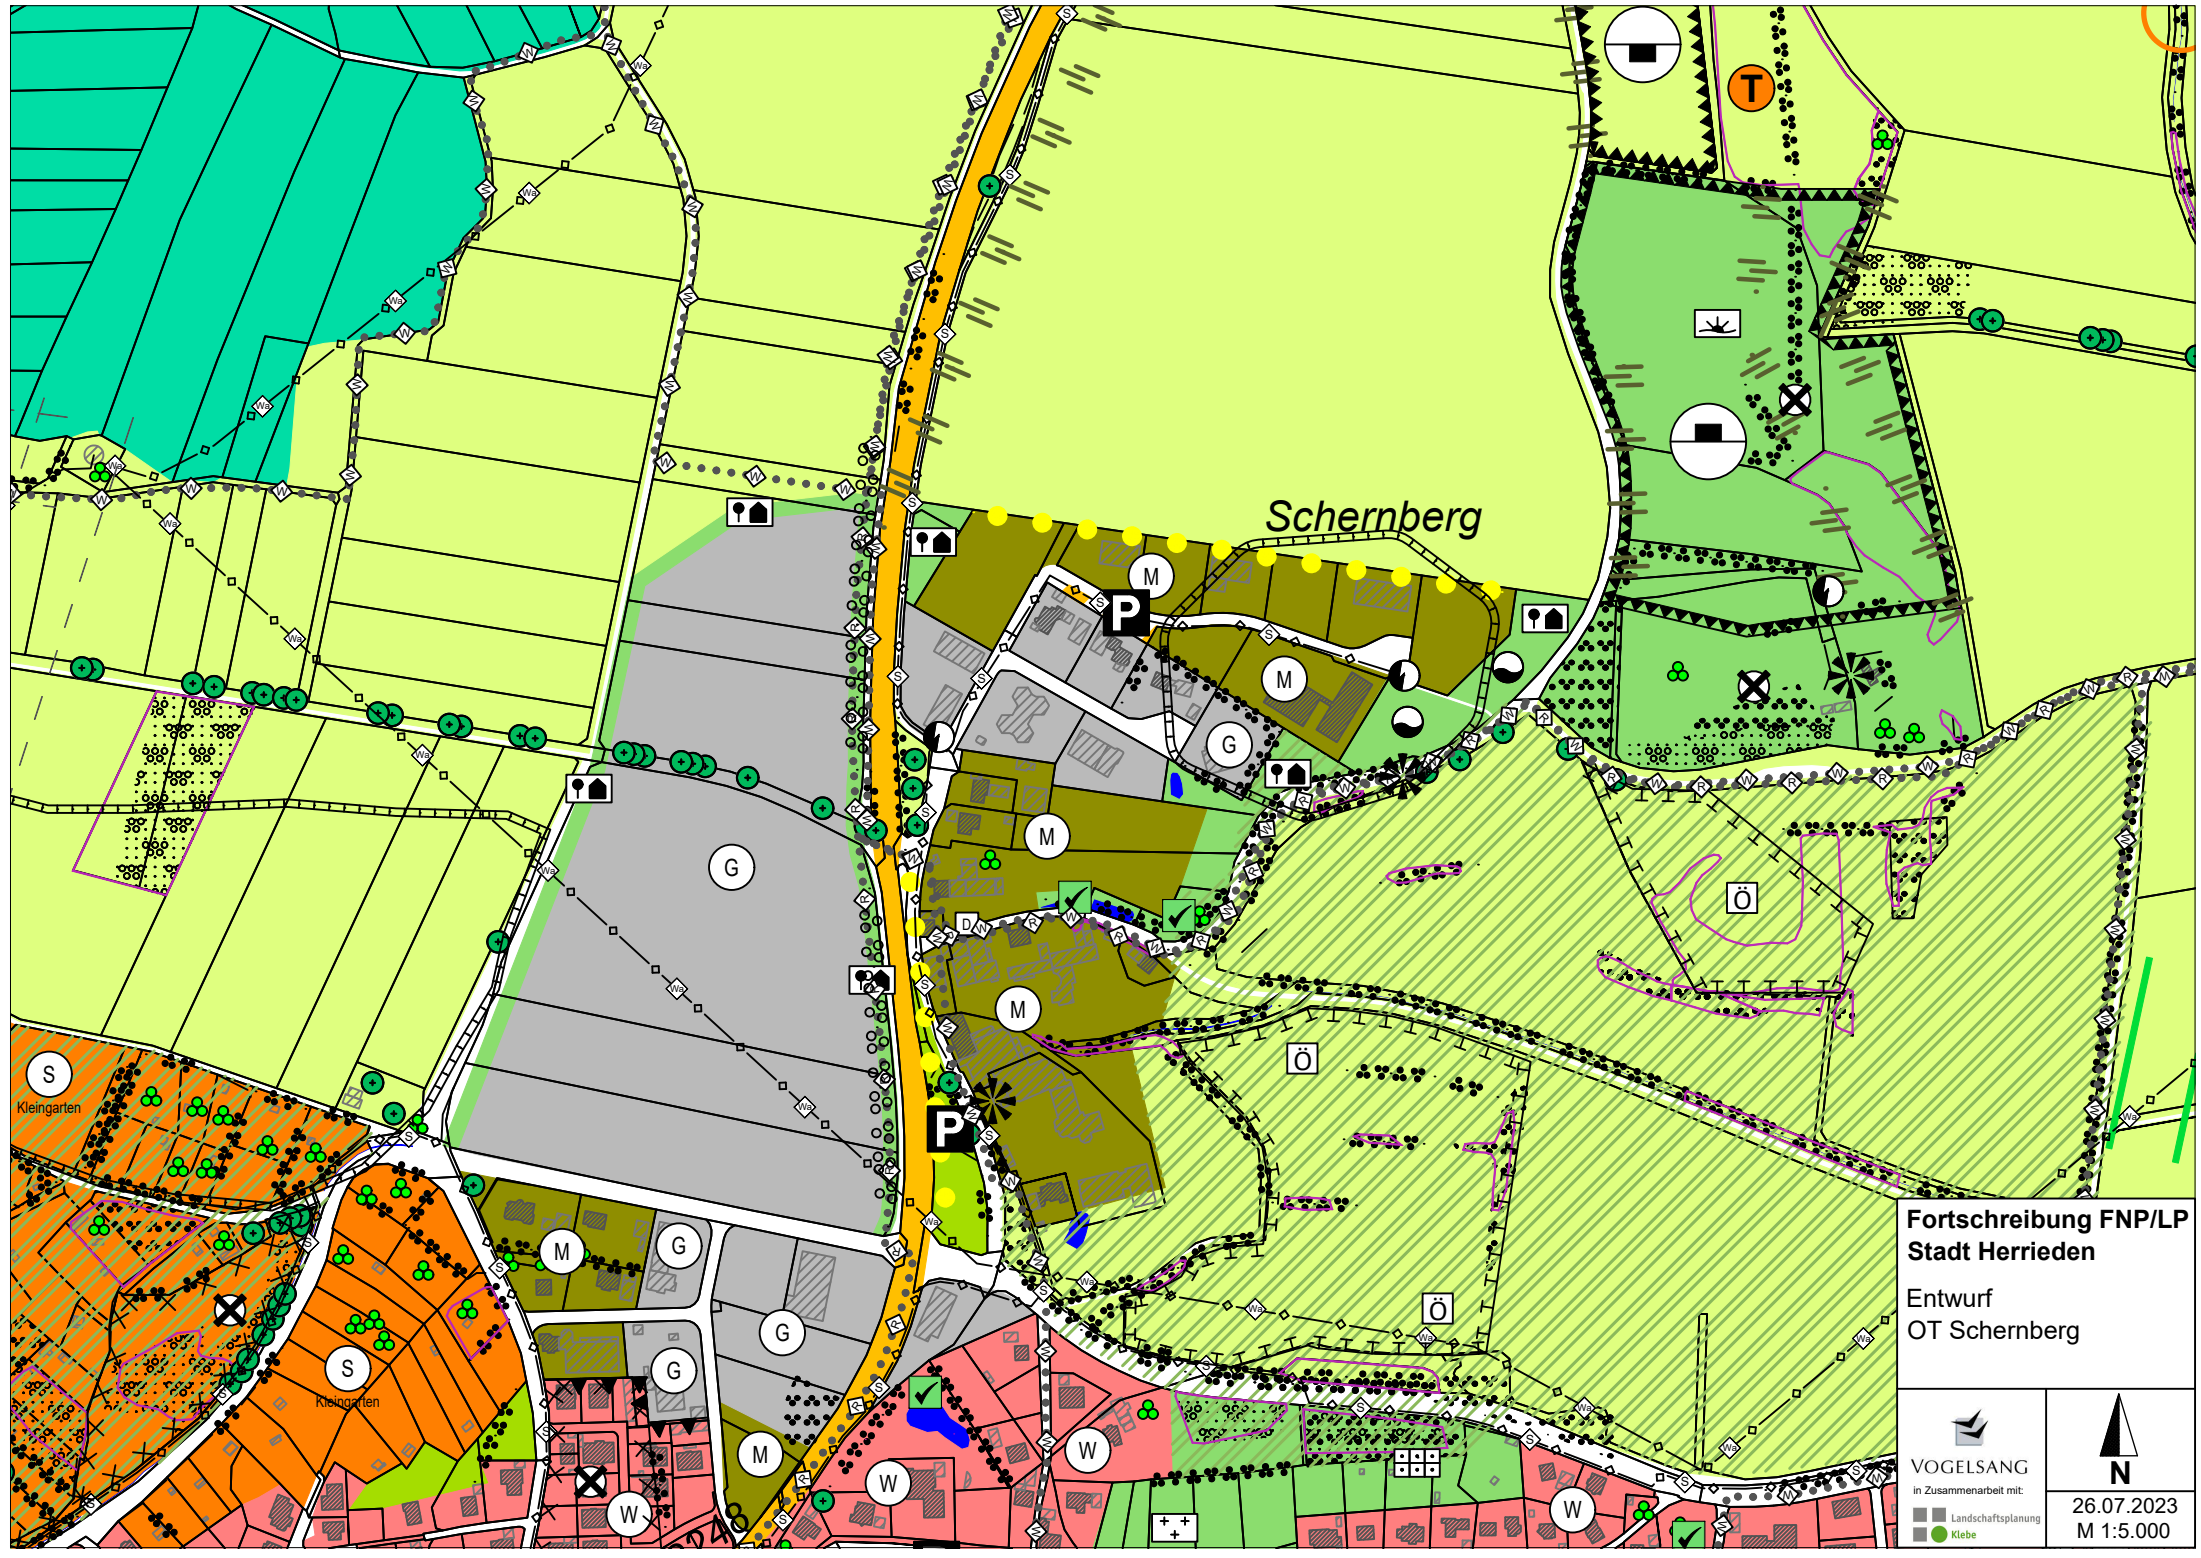 T
Schernberg
M
P
M
G
M
G
D
Ö
M
Ö
S
Kleingarten
P
M
G
Ö
G
S
Kleingarten
G
M
W
W
W
W
Fortschreibung FNP/LP
Stadt Herrieden
Entwurf
OT Schernberg
VOGELSANG
in Zusammenarbeit mit:
Landschaftsplanung
Klebe
N
26.07.2023
M 1:5.000